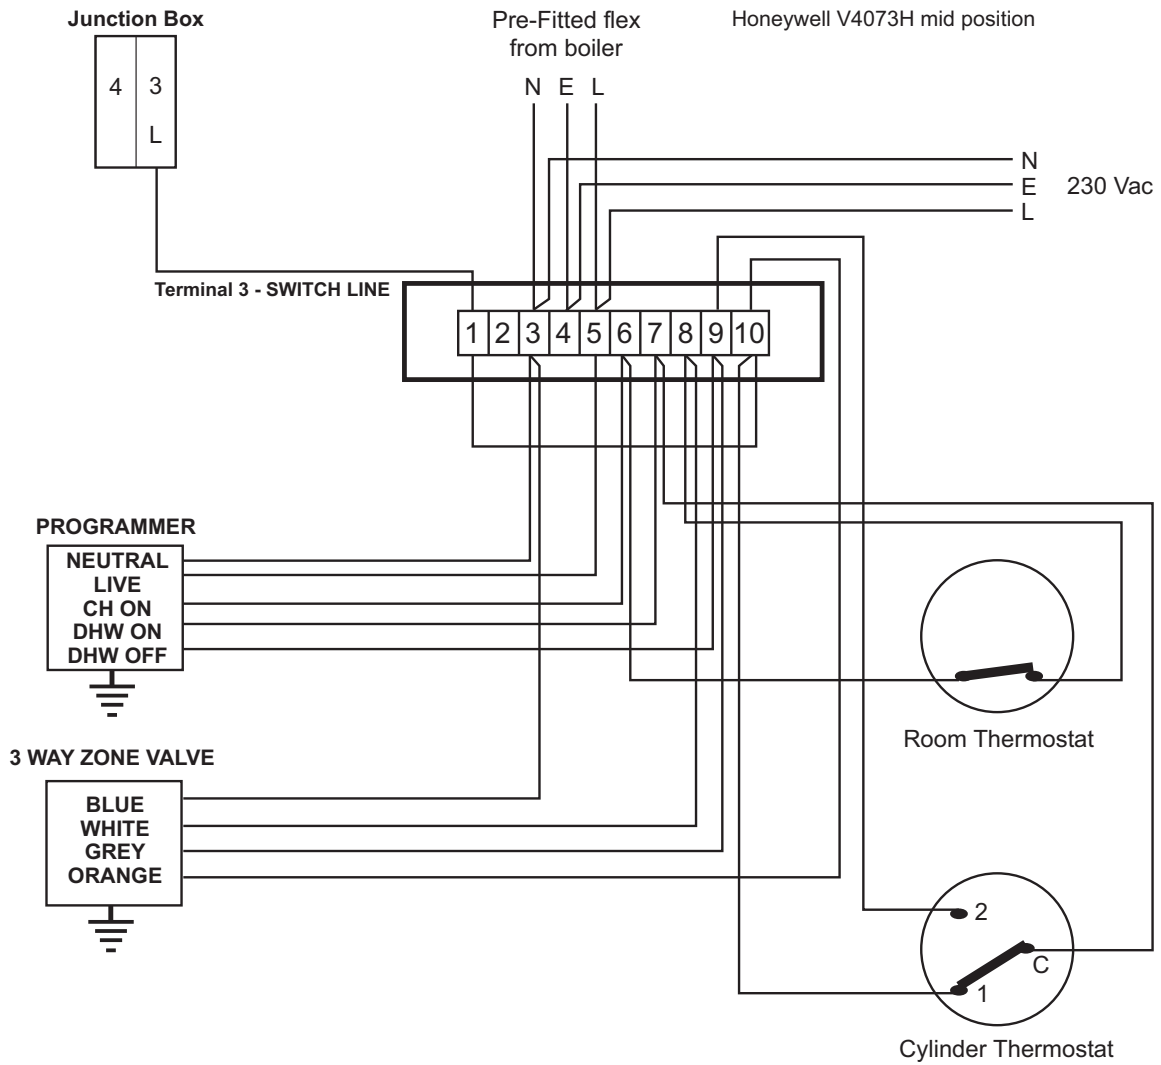 Junction Box
4 3
L
Pre-Fitted flex
from boiler
N E L
Honeywell V4073H mid position
N
E
L
230 Vac
Terminal 3 - SWITCH LINE
1 2 3 4 5 6 7 8 9 10
PROGRAMMER
NEUTRAL
LIVE
CH ON
DHW ON
DHW OFF
Room Thermostat
3 WAY ZONE VALVE
BLUE
WHITE
GREY
ORANGE
2
C
1
Cylinder Thermostat